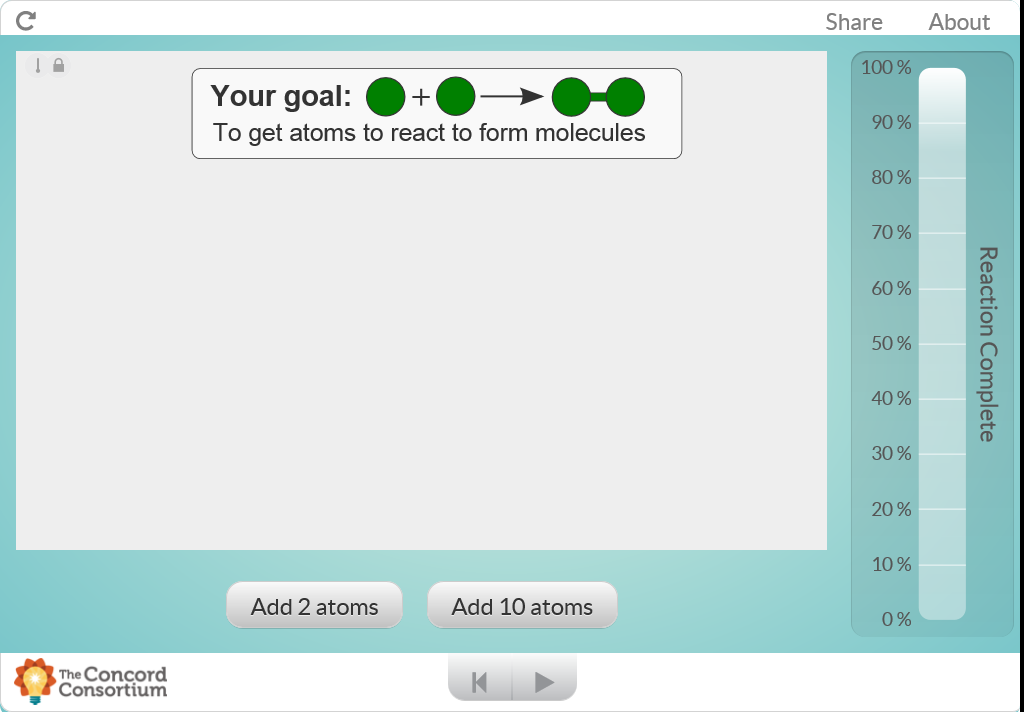 Share About
Your goal: +
To get atoms to react to form molecules
100 %
90 %
80 %
70 %
60 %
50 %
40 %
30 %
20 %
10 %
0 %
Reaction Complete
Add 2 atoms Add 10 atoms
The Concord
Consortium